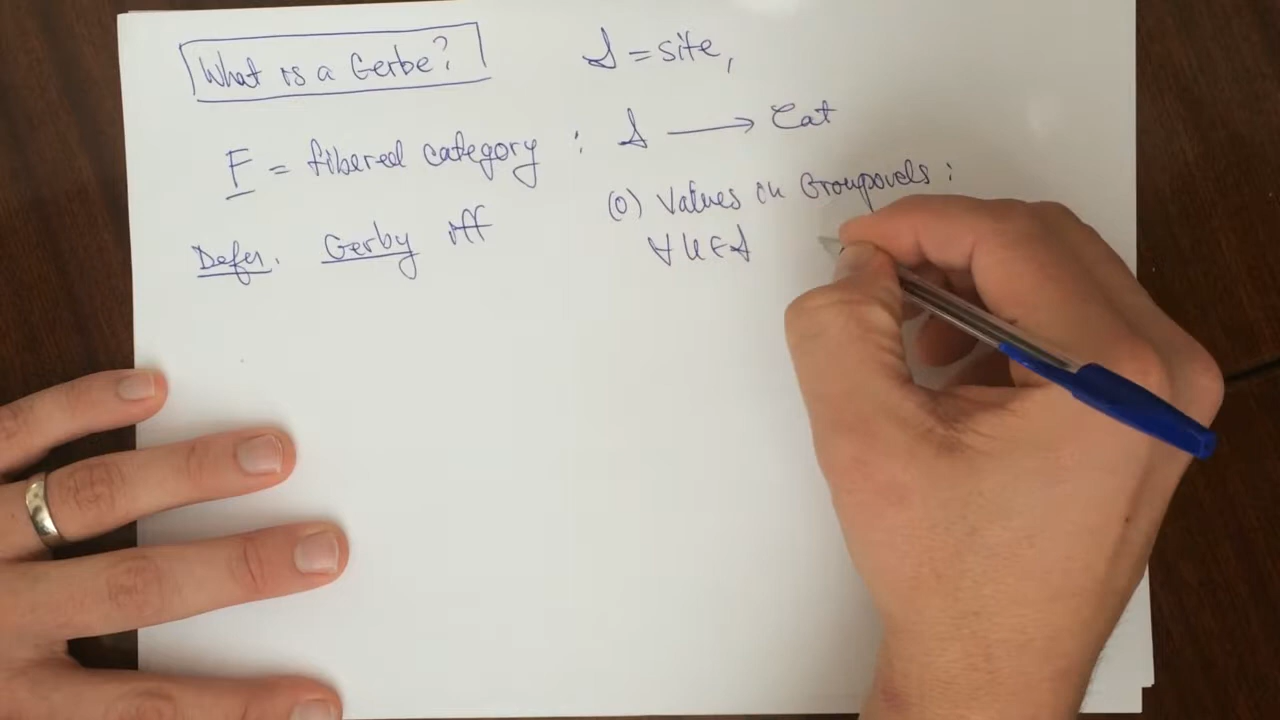 What is a Gerbe?
S = site,
F = fibered category : S ⟶ Cat
Defn. Gerby iff
(0) Values in Groupoids :
∀ U ∈ S